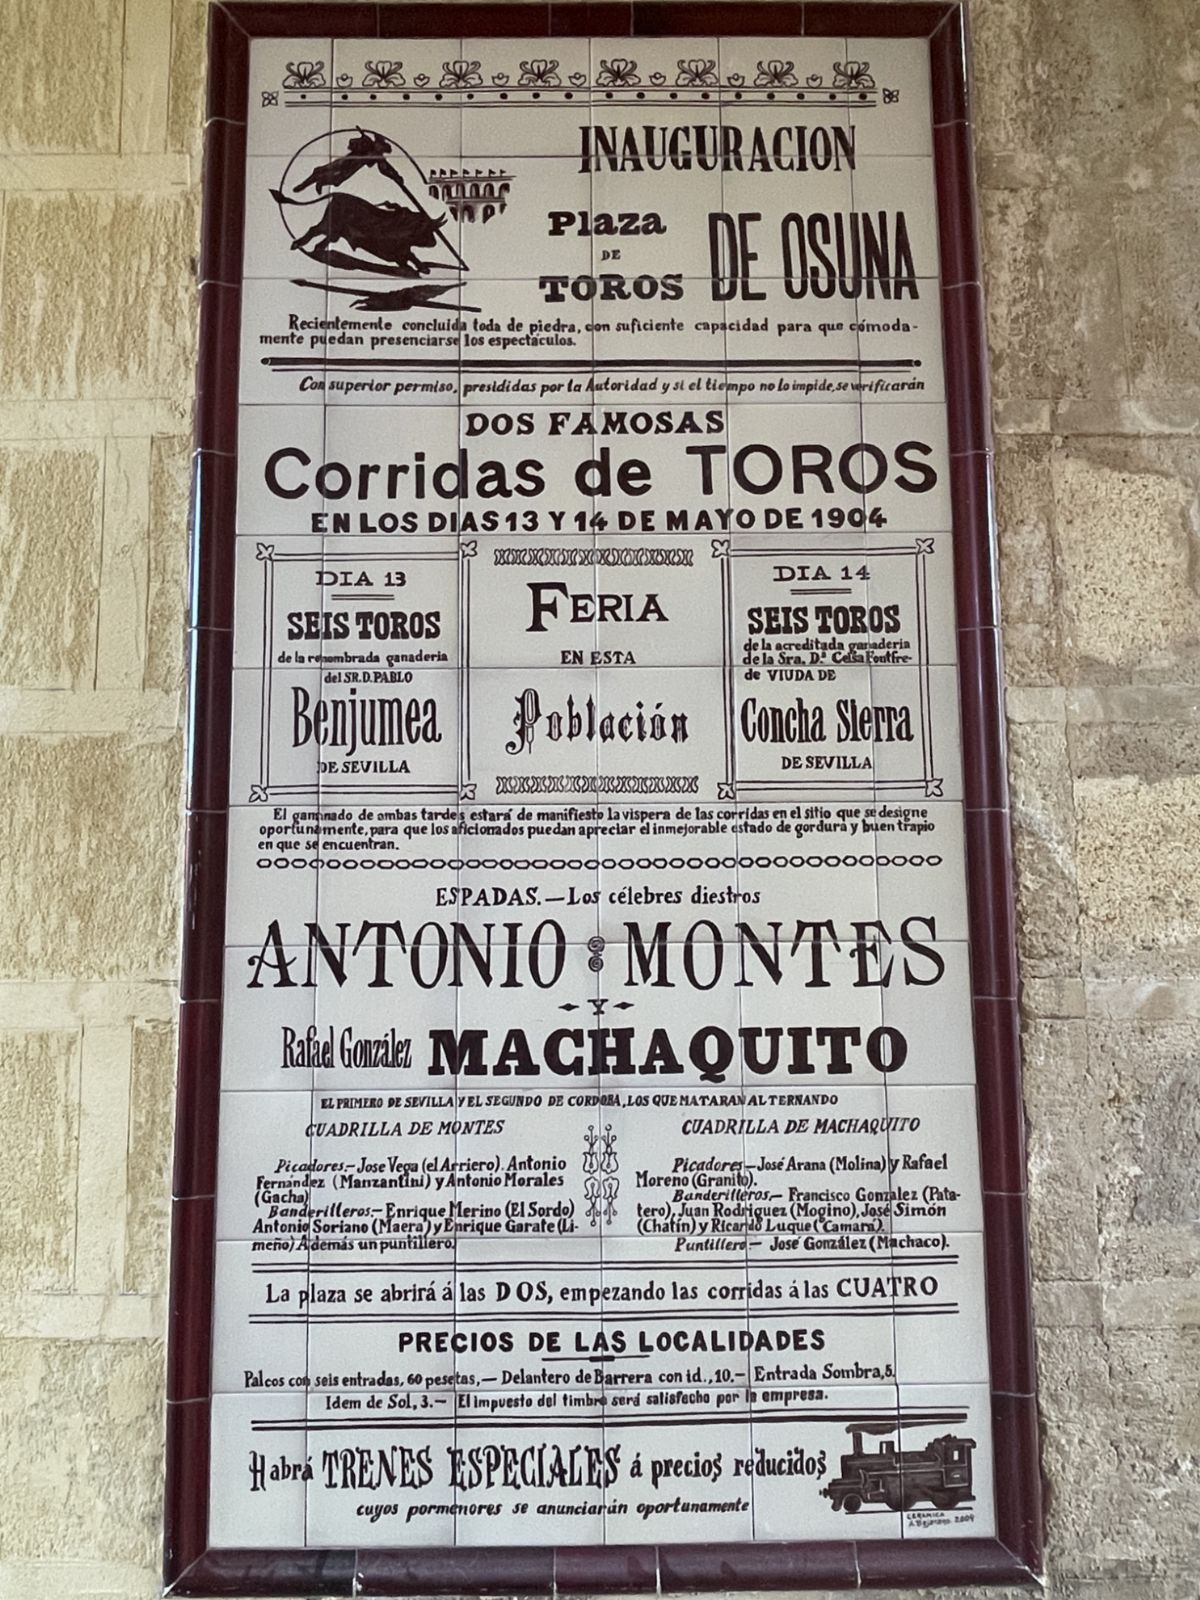 INAUGURACION
Plaza
DE
TOROS
DE OSUNA
Recientemente concluida toda de piedra, con suficiente capacidad para que cómoda-
mente puedan presenciarse los espectáculos.
Con superior permiso, presididas por la Autoridad y si el tiempo no lo impide, se verificarán
DOS FAMOSAS
Corridas de TOROS
EN LOS DIAS 13 Y 14 DE MAYO DE 1904
DIA 13
SEIS TOROS
de la renombrada ganaderia
del SR. D. PABLO
Benjumea
DE SEVILLA
FERIA
EN ESTA
Población
DIA 14
SEIS TOROS
de la acreditada ganaderia
de la Sra. D.ª Celsa Fontfre-
de VIUDA DE
Concha Sierra
DE SEVILLA
El gannado de ambas tardes estará de manifiesto la vispera de las corridas en el sitio que se designe
oportunamente, para que los aficionados puedan apreciar el inmejorable estado de gordura y buen trapio
en que se encuentran.
ESPADAS.—Los célebres diestros
ANTONIO MONTES
Y
Rafael González MACHAQUITO
EL PRIMERO DE SEVILLA Y EL SEGUNDO DE CORDOBA, LOS QUE MATARAN ALTERNANDO
CUADRILLA DE MONTES
Picadores.— Jose Vega (el Arriero). Antonio
Fernández (Manzantini) y Antonio Morales
(Gacha)
Banderilleros.— Enrique Merino (El Sordo)
Antonio Soriano (Maera) y Enrique Garate (Li-
meño) Además un puntillero.
CUADRILLA DE MACHAQUITO
Picadores— José Arana (Molina) y Rafael
Moreno (Granito).
Banderilleros.— Francisco Gonzalez (Pata-
tero), Juan Rodriguez (Mogino), José Simón
(Chatín) y Ricardo Luque (Camará).
Puntillero— José González (Machaco).
La plaza se abrirá á las DOS, empezando las corridas á las CUATRO
PRECIOS DE LAS LOCALIDADES
Palcos con seis entradas, 60 pesetas,— Delantero de Barrera con id., 10.— Entrada Sombra, 5.
Idem de Sol, 3.— El Impuesto del timbre será satisfecho por la empresa.
Habrá TRENES ESPECIALES á precios reducidos
cuyos pormenores se anunciarán oportunamente
CERAMICA
A. Bejarano 2004